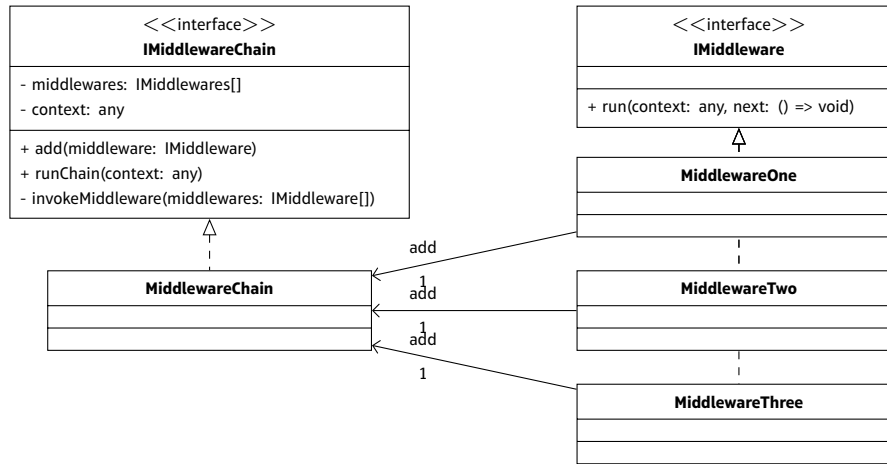 <<interface>>
IMiddlewareChain
- middlewares: IMiddlewares[]
- context: any
+ add(middleware: IMiddleware)
+ runChain(context: any)
- invokeMiddleware(middlewares: IMiddleware[])
<<interface>>
IMiddleware
+ run(context: any, next: () => void)
MiddlewareOne
add
1
MiddlewareChain
add
1
MiddlewareTwo
add
1
MiddlewareThree